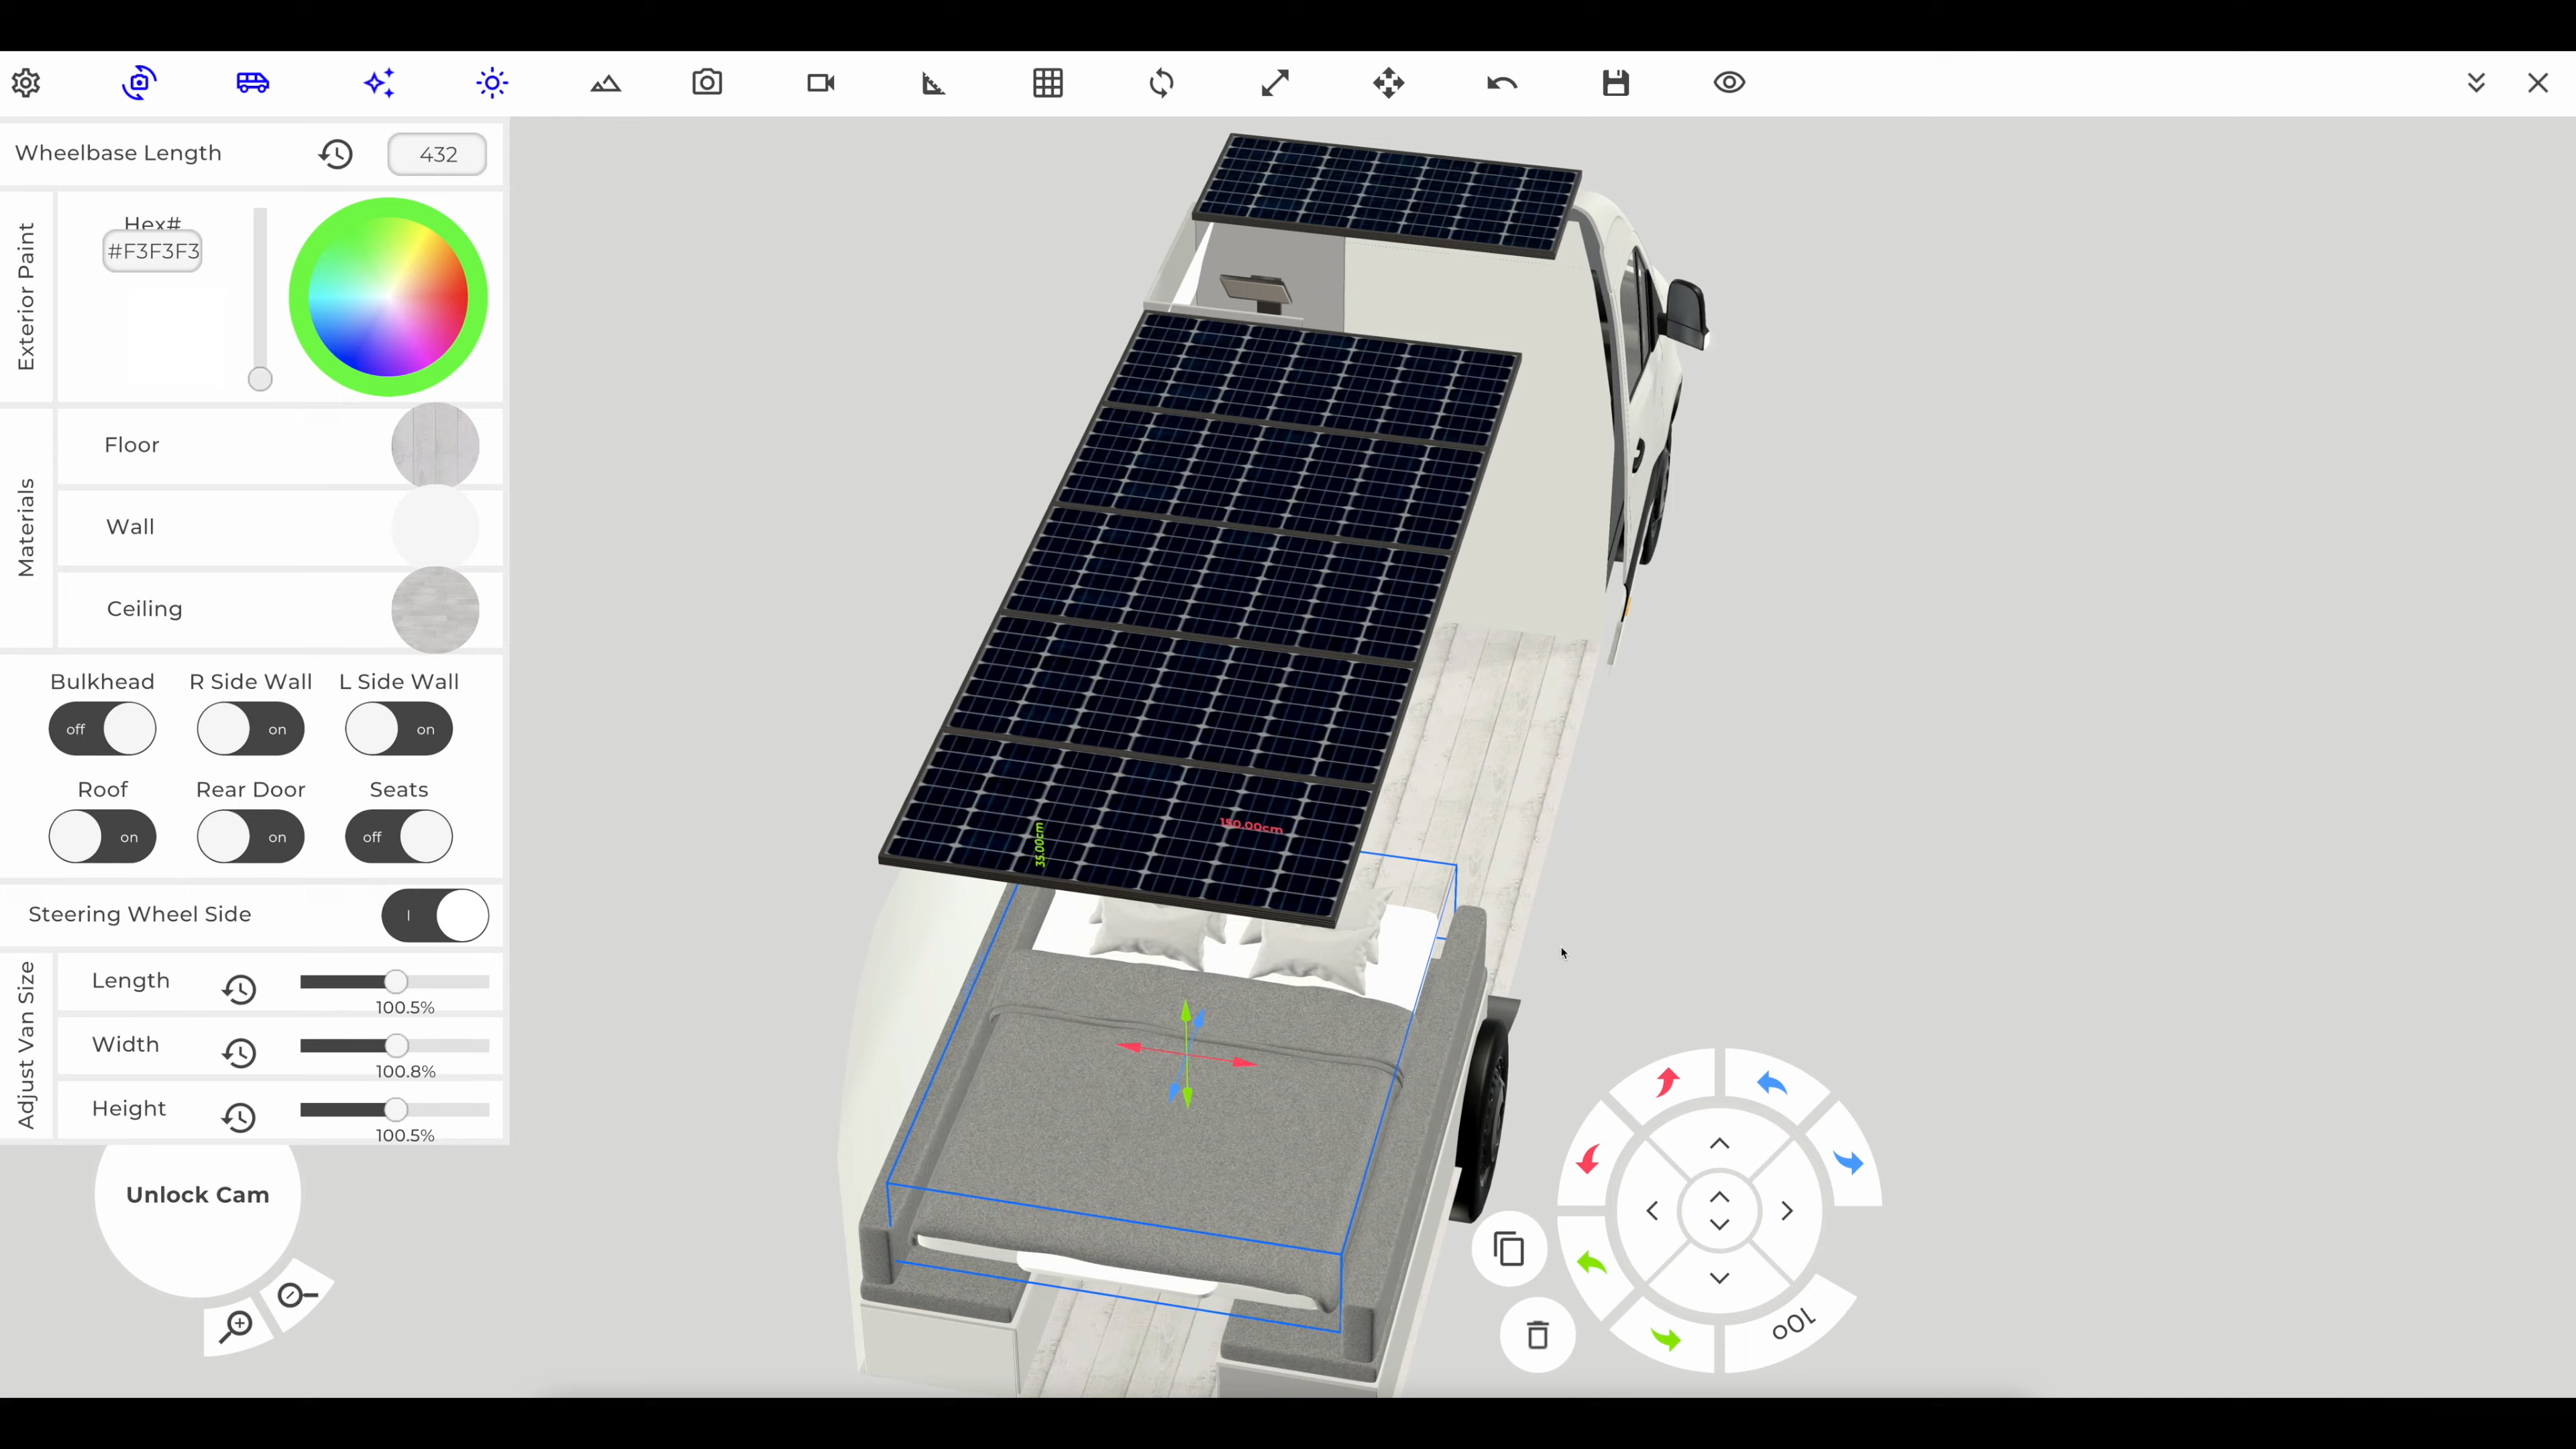 Wheelbase Length
432
Exterior Paint
Hex#
#F3F3F3
Materials
Floor
Wall
Ceiling
Bulkhead
R Side Wall
L Side Wall
off
on
on
Roof
Rear Door
Seats
on
on
off
Steering Wheel Side
Adjust Van Size
Length
100.5%
Width
100.8%
Height
100.5%
Unlock Cam
35.00cm
150.00cm
100